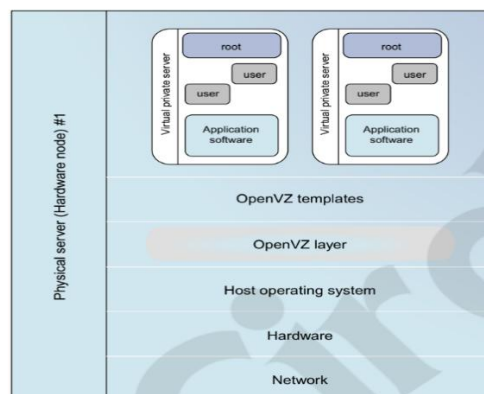 Physical server (Hardware node) #1
Virtual private server
root
user
user
Application
software
Virtual private server
root
user
user
Application
software
OpenVZ templates
OpenVZ layer
Host operating system
Hardware
Network